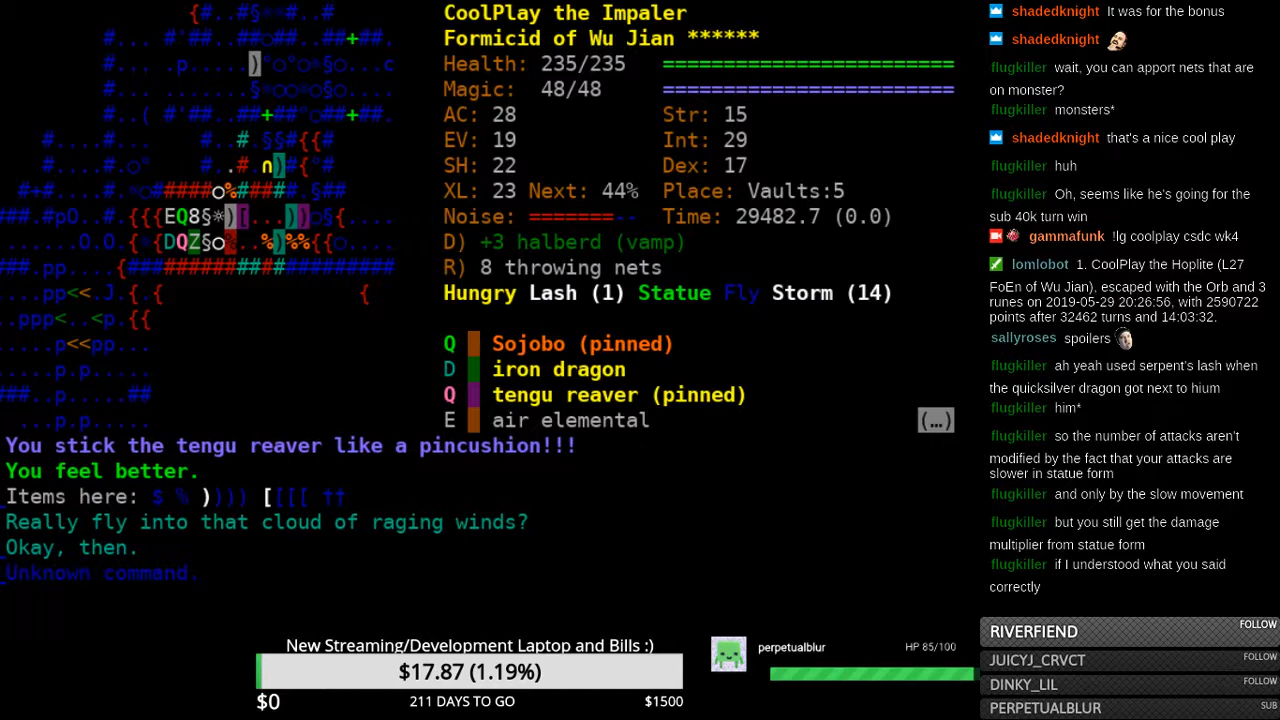 CoolPlay the Impaler
Formicid of Wu Jian ******
Health: 235/235 ========================
Magic: 48/48 ========================
AC: 28 Str: 15
EV: 19 Int: 29
SH: 22 Dex: 17
XL: 23 Next: 44% Place: Vaults:5
Noise: =======-- Time: 29482.7 (0.0)
D) +3 halberd (vamp)
R) 8 throwing nets
Hungry Lash (1) Statue Fly Storm (14)
Q Sojobo (pinned)
D iron dragon
Q tengu reaver (pinned)
E air elemental
(…)
You stick the tengu reaver like a pincushion!!!
You feel better.
_Items here: $ % )))) [[[[ ††
Really fly into that cloud of raging winds?
Okay, then.
_Unknown command.
New Streaming/Development Laptop and Bills :)
$17.87 (1.19%)
$0 211 DAYS TO GO $1500
perpetualblur HP 85/100
shadedknight It was for the bonus
shadedknight
flugkiller wait, you can apport nets that are
on monster?
flugkiller monsters*
shadedknight that's a nice cool play
flugkiller huh
flugkiller Oh, seems like he's going for the
sub 40k turn win
gammafunk !lg coolplay csdc wk4
lomlobot 1. CoolPlay the Hoplite (L27
FoEn of Wu Jian), escaped with the Orb and 3
runes on 2019-05-29 20:26:56, with 2590722
points after 32462 turns and 14:03:32.
sallyroses spoilers
flugkiller ah yeah used serpent's lash when
the quicksilver dragon got next to hium
flugkiller him*
flugkiller so the number of attacks aren't
modified by the fact that your attacks are
slower in statue form
flugkiller and only by the slow movement
flugkiller but you still get the damage
multiplier from statue form
flugkiller if I understood what you said
correctly
RIVERFIEND FOLLOW
JUICYJ_CRVCT FOLLOW
DINKY_LIL FOLLOW
PERPETUALBLUR SUB